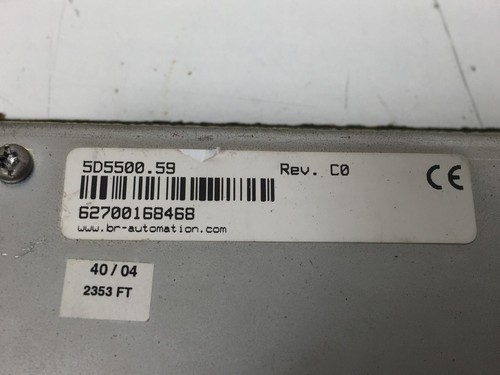 5D5500.59 Rev. C0 CE
62700168468
www.br-automation.com
40 / 04
2353 FT